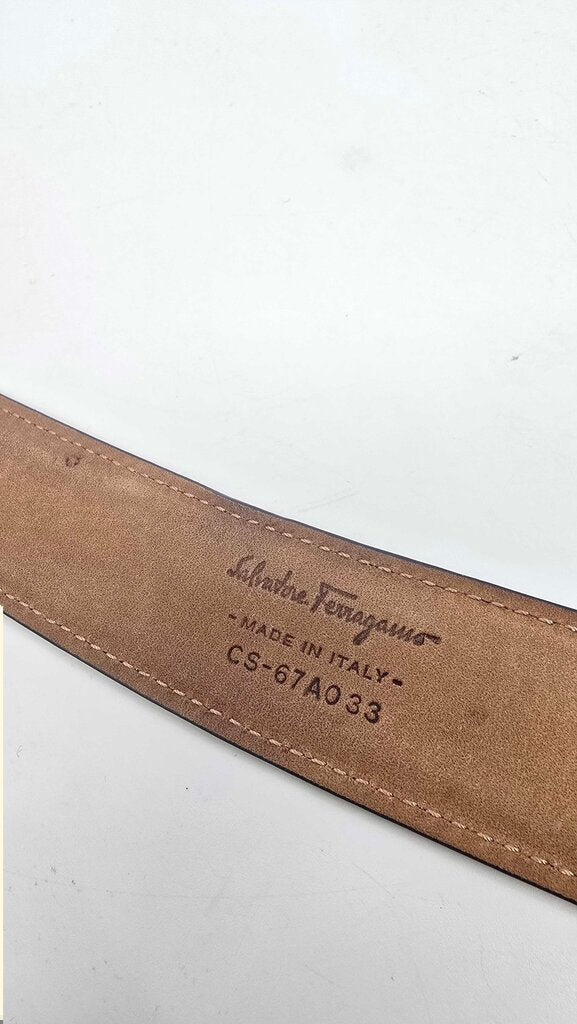 Salvatore Ferragamo
- MADE IN ITALY -
CS-67A033